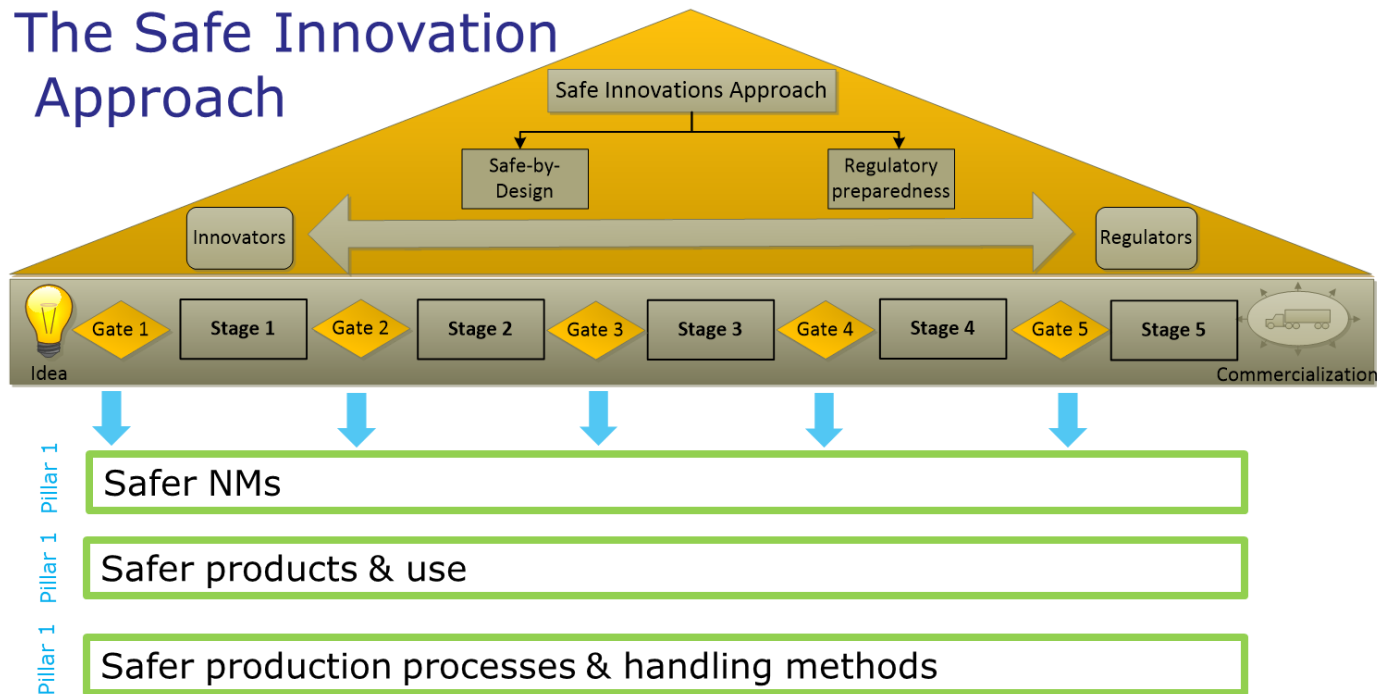 The Safe Innovation
Approach
Safe Innovations Approach
Safe-by-
Design
Regulatory
preparedness
Innovators
Regulators
Gate 1
Stage 1
Gate 2
Stage 2
Gate 3
Stage 3
Gate 4
Stage 4
Gate 5
Stage 5
Idea
Commercialization
Pillar 1
Safer NMs
Pillar 1
Safer products & use
Pillar 1
Safer production processes & handling methods